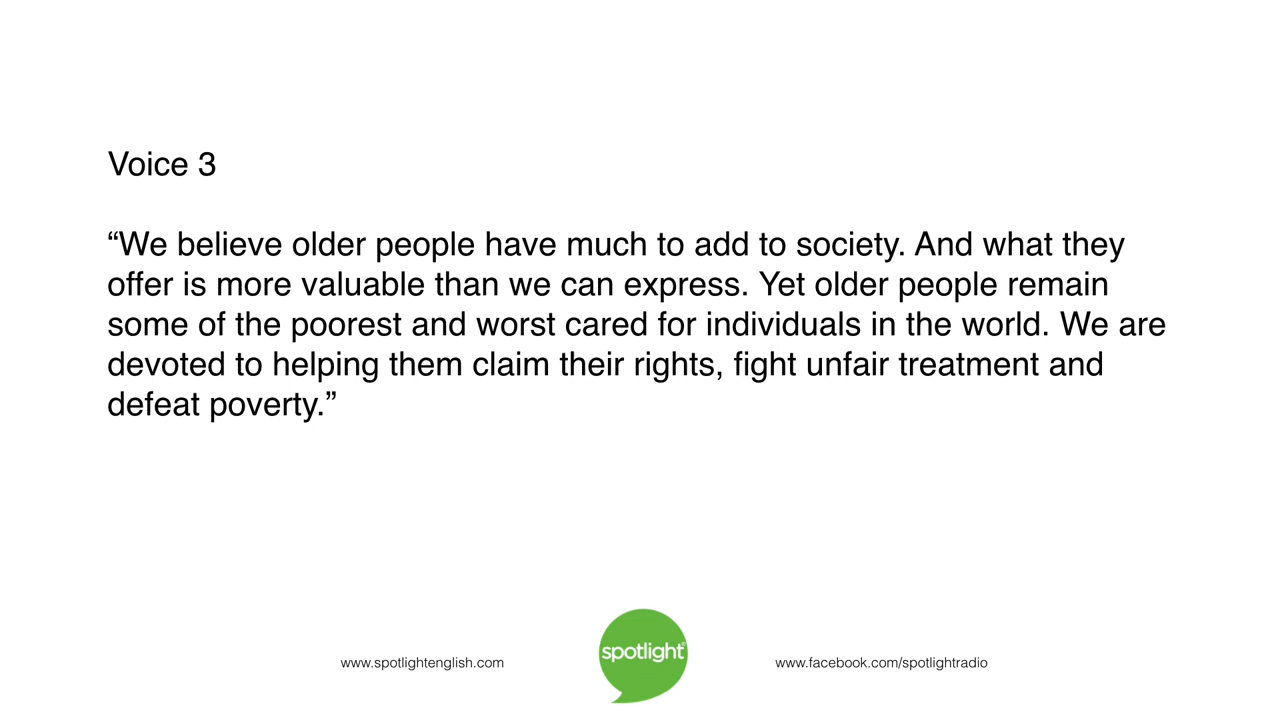 Voice 3
“We believe older people have much to add to society. And what they
offer is more valuable than we can express. Yet older people remain
some of the poorest and worst cared for individuals in the world. We are
devoted to helping them claim their rights, fight unfair treatment and
defeat poverty.”
www.spotlightenglish.com
spotlight®
www.facebook.com/spotlightradio